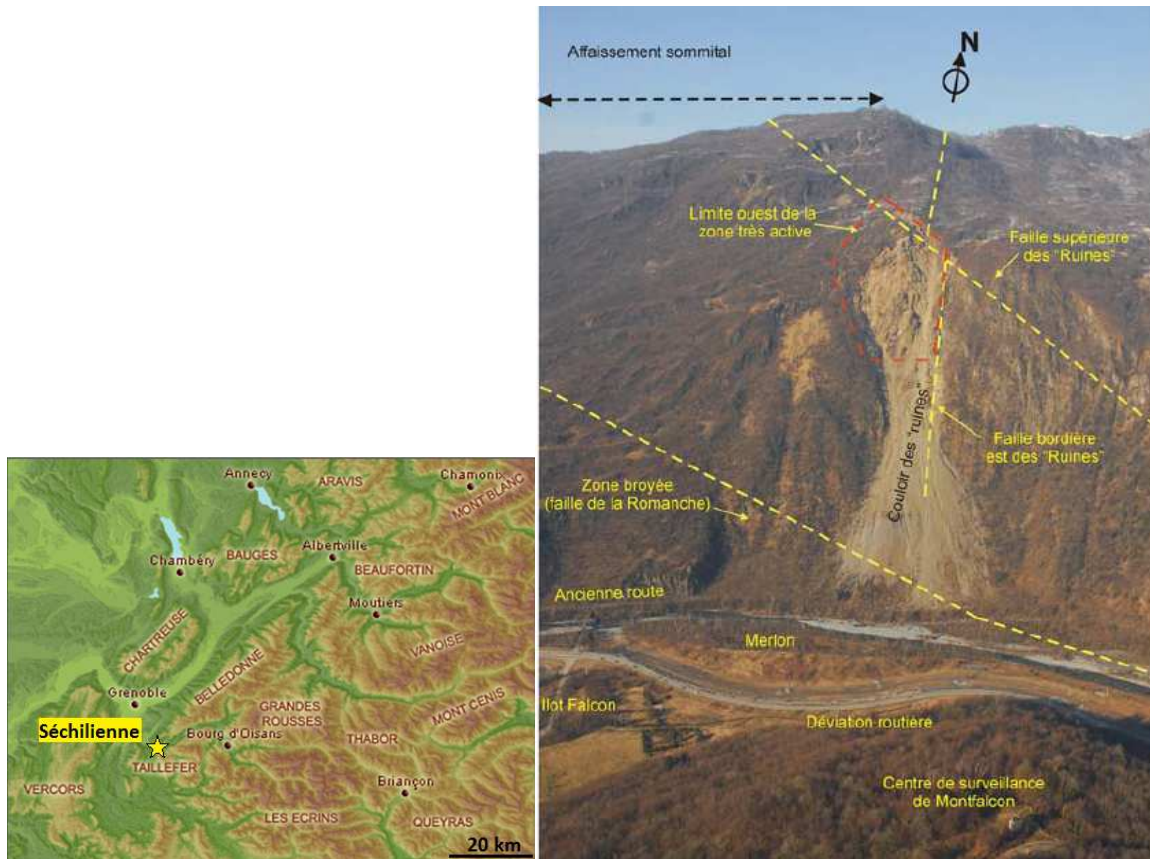 Annecy
Chamonix
ARAVIS
MONT BLANC
Chambéry
BAUGES
Albertville
BEAUFORTIN
Moutiers
CHARTREUSE
BELLEDONNE
VANOISE
Grenoble
GRANDES
ROUSSES
MONT CENIS
Séchilienne
Bourg d'Oisans
THABOR
TAILLEFER
VERCORS
Briançon
LES ECRINS
QUEYRAS
20 km
Affaissement sommital
N
Limite ouest de la
zone très active
Faille supérieure
des "Ruines"
Couloir des "ruines"
Faille bordière
est des "Ruines"
Zone broyée
(faille de la Romanche)
Ancienne route
Merlon
Ilot Falcon
Déviation routière
Centre de surveillance
de Montfalcon